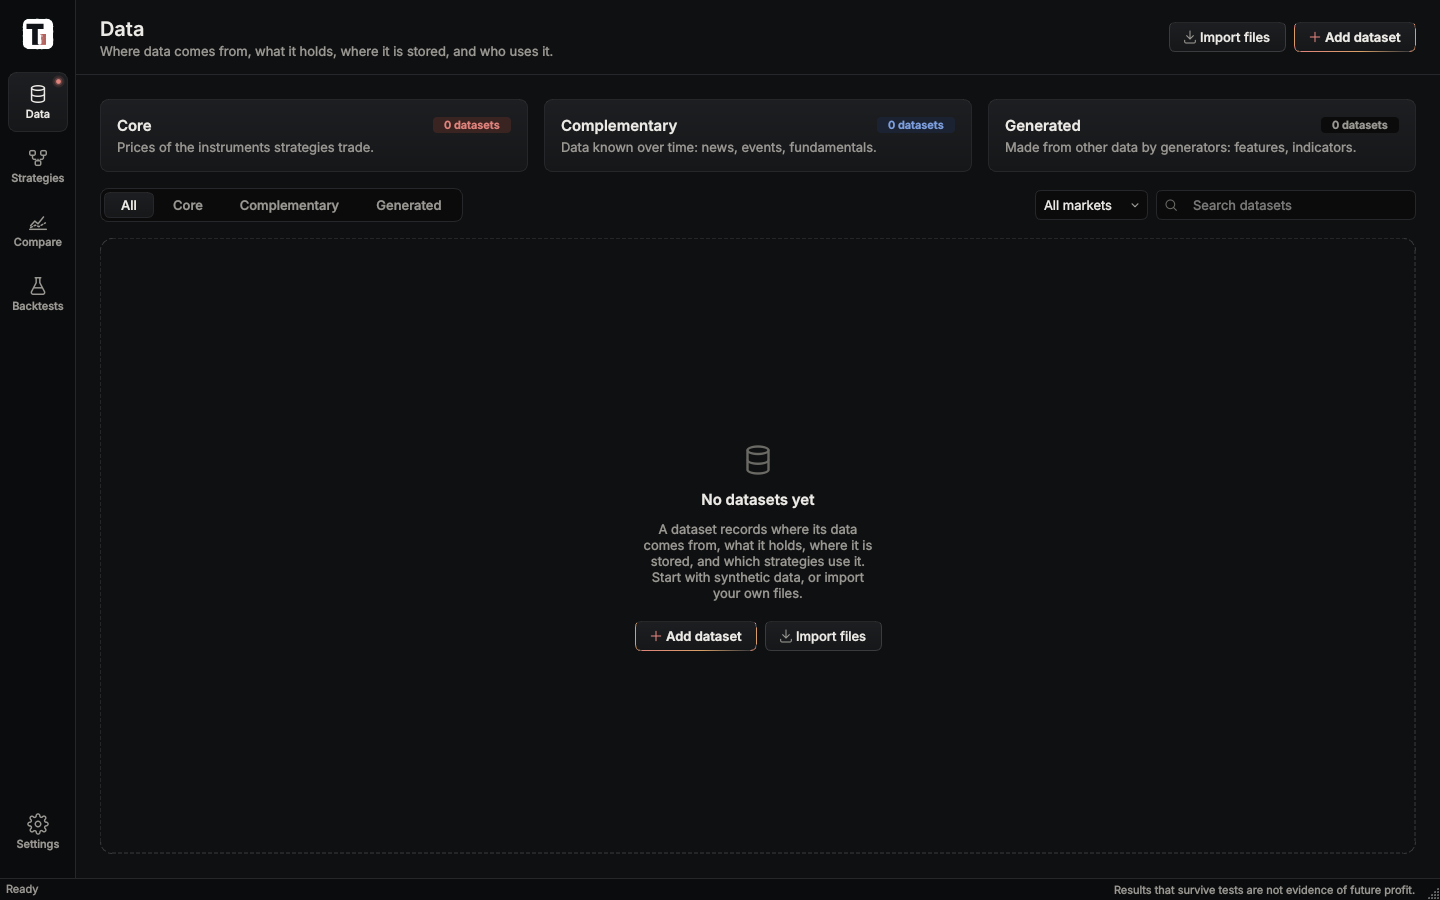 Data
Where data comes from, what it holds, where it is stored, and who uses it.
Import files
Add dataset
Data
Strategies
Compare
Backtests
Settings
Core
0 datasets
Prices of the instruments strategies trade.
Complementary
0 datasets
Data known over time: news, events, fundamentals.
Generated
0 datasets
Made from other data by generators: features, indicators.
All
Core
Complementary
Generated
All markets
Search datasets
No datasets yet
A dataset records where its data
comes from, what it holds, where it is
stored, and which strategies use it.
Start with synthetic data, or import
your own files.
Add dataset
Import files
Ready
Results that survive tests are not evidence of future profit.